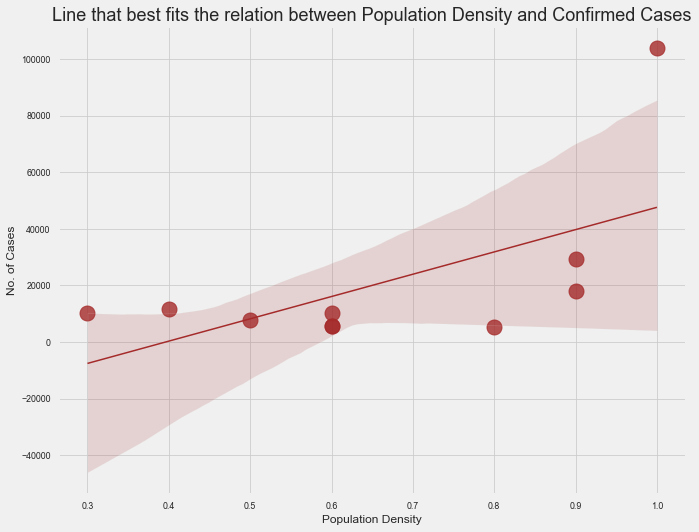 Line that best fits the relation between Population Density and Confirmed Cases
100000
80000
60000
40000
20000
0
−20000
−40000
No. of Cases
0.3 0.4 0.5 0.6 0.7 0.8 0.9 1.0
Population Density